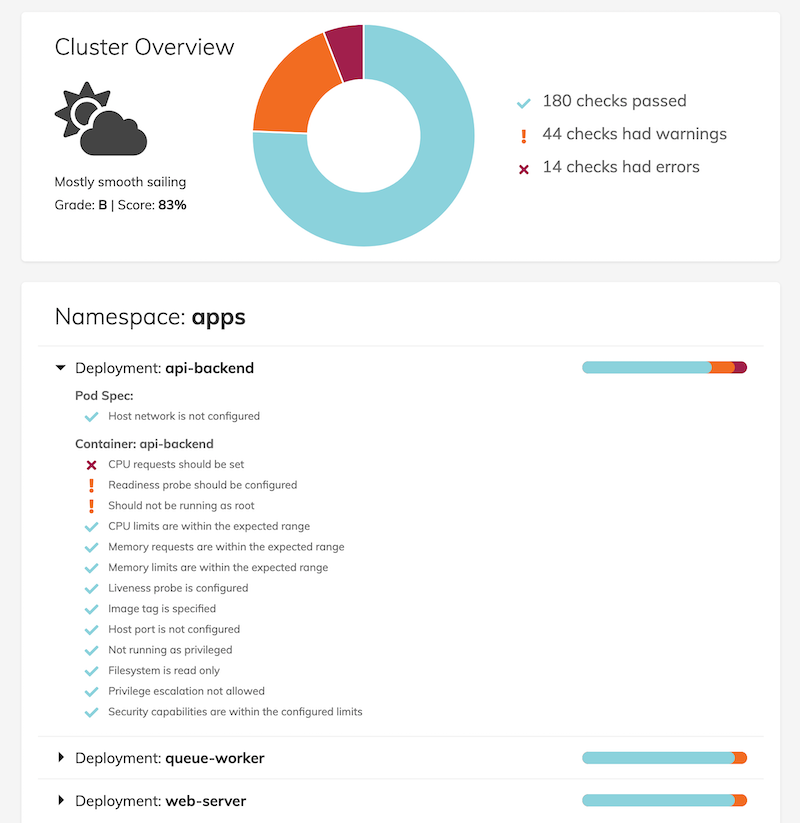 Cluster Overview
Mostly smooth sailing
Grade: B | Score: 83%
180 checks passed
44 checks had warnings
14 checks had errors
Namespace: apps
Deployment: api-backend
Pod Spec:
Host network is not configured
Container: api-backend
CPU requests should be set
Readiness probe should be configured
Should not be running as root
CPU limits are within the expected range
Memory requests are within the expected range
Memory limits are within the expected range
Liveness probe is configured
Image tag is specified
Host port is not configured
Not running as privileged
Filesystem is read only
Privilege escalation not allowed
Security capabilities are within the configured limits
Deployment: queue-worker
Deployment: web-server